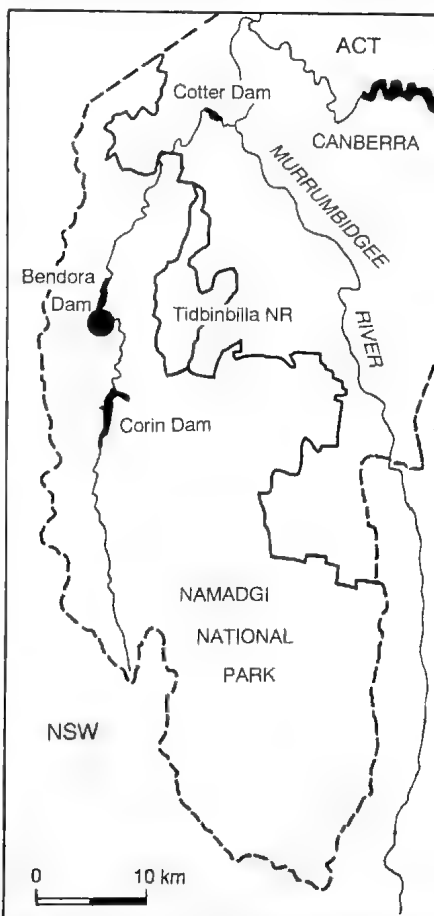 ACT
Cotter Dam
CANBERRA
MURRUMBIDGEE
RIVER
Bendora
Dam
Tidbinbilla NR
Corin Dam
NAMADGI
NATIONAL
PARK
NSW
0 10 km